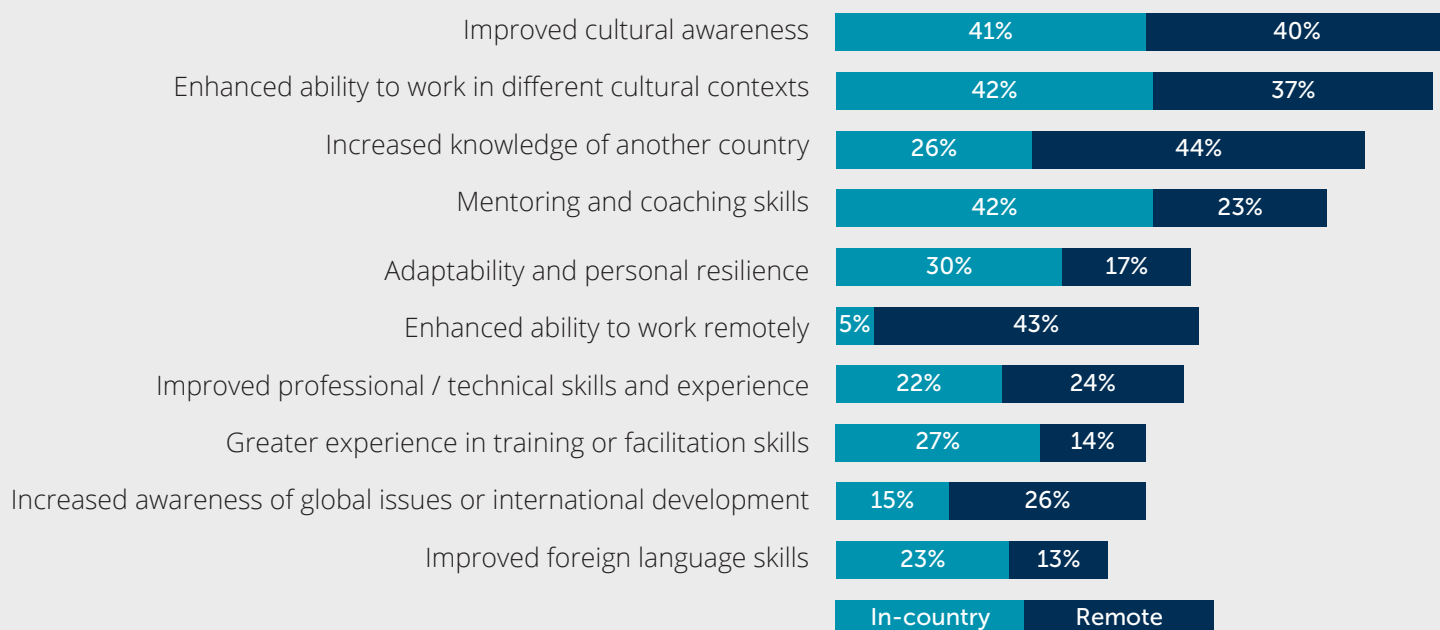 Improved cultural awareness 41% 40%
Enhanced ability to work in different cultural contexts 42% 37%
Increased knowledge of another country 26% 44%
Mentoring and coaching skills 42% 23%
Adaptability and personal resilience 30% 17%
Enhanced ability to work remotely 5% 43%
Improved professional / technical skills and experience 22% 24%
Greater experience in training or facilitation skills 27% 14%
Increased awareness of global issues or international development 15% 26%
Improved foreign language skills 23% 13%
In-country Remote